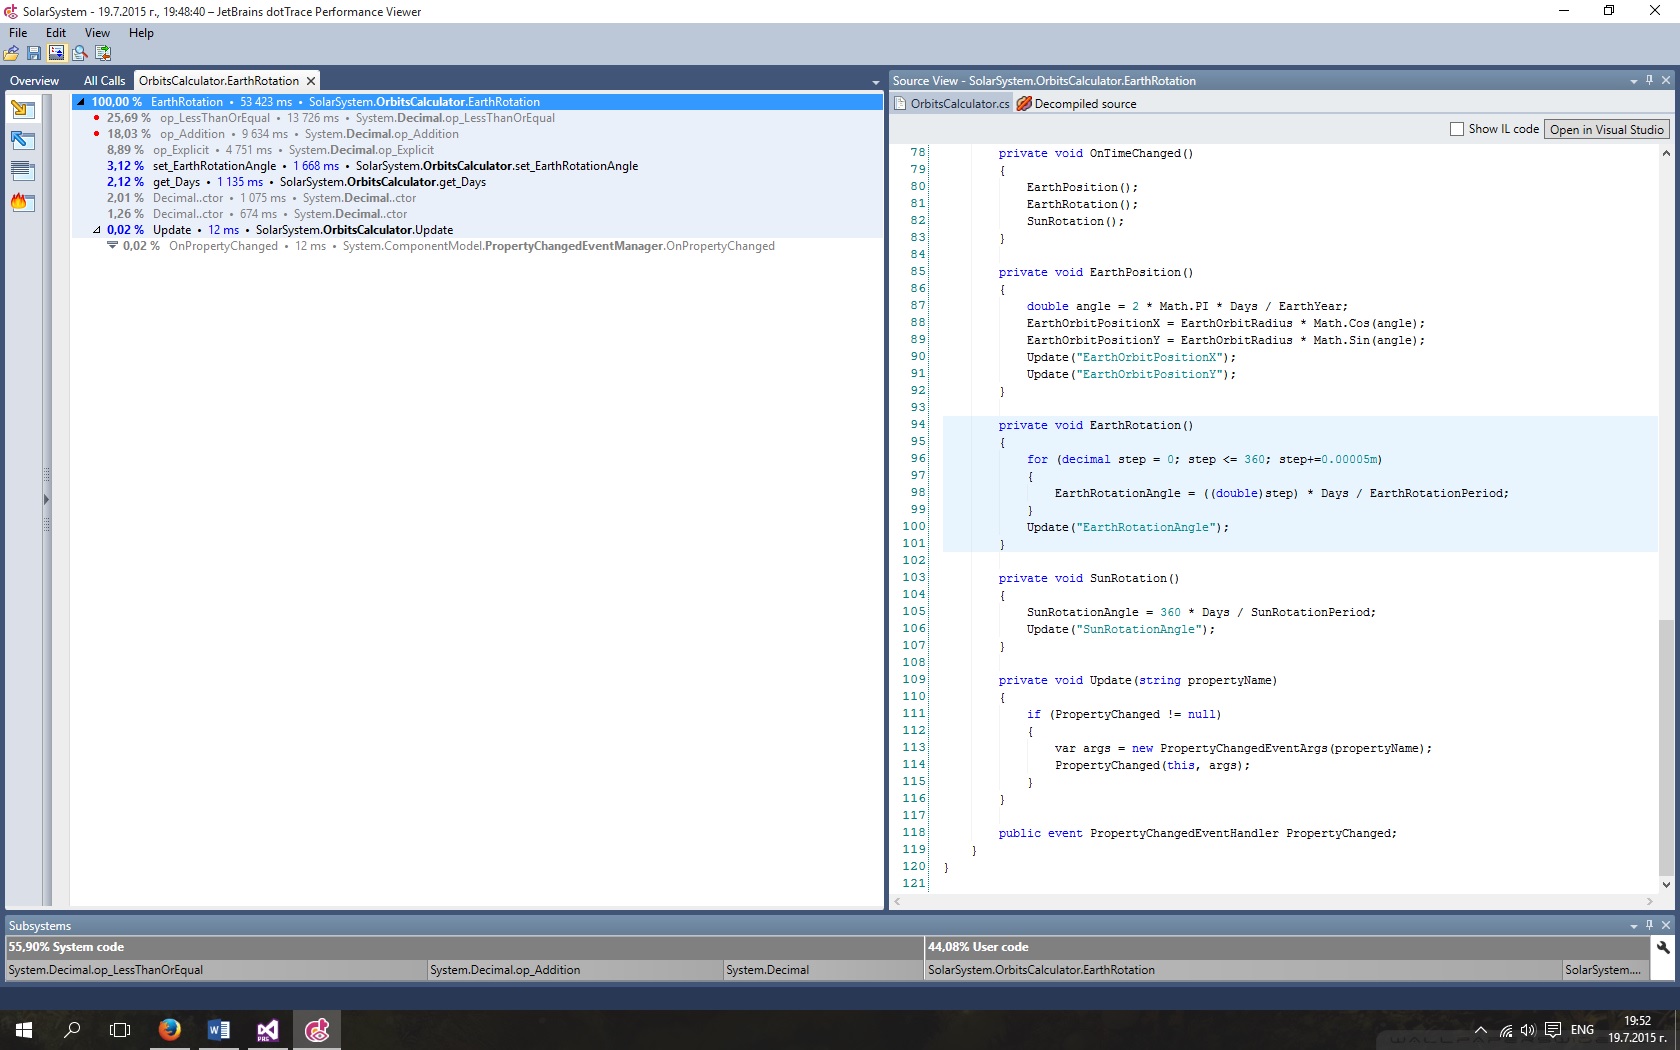 SolarSystem - 19.7.2015 г., 19:48:40 – JetBrains dotTrace Performance Viewer
File Edit View Help
Overview All Calls OrbitsCalculator.EarthRotation
100,00 % EarthRotation • 53 423 ms • SolarSystem.OrbitsCalculator.EarthRotation
25,69 % op_LessThanOrEqual • 13 726 ms • System.Decimal.op_LessThanOrEqual
18,03 % op_Addition • 9 634 ms • System.Decimal.op_Addition
8,89 % op_Explicit • 4 751 ms • System.Decimal.op_Explicit
3,12 % set_EarthRotationAngle • 1 668 ms • SolarSystem.OrbitsCalculator.set_EarthRotationAngle
2,12 % get_Days • 1 135 ms • SolarSystem.OrbitsCalculator.get_Days
2,01 % Decimal..ctor • 1 075 ms • System.Decimal..ctor
1,26 % Decimal..ctor • 674 ms • System.Decimal..ctor
0,02 % Update • 12 ms • SolarSystem.OrbitsCalculator.Update
0,02 % OnPropertyChanged • 12 ms • System.ComponentModel.PropertyChangedEventManager.OnPropertyChanged
Source View - SolarSystem.OrbitsCalculator.EarthRotation
OrbitsCalculator.cs Decompiled source
Show IL code Open in Visual Studio
78 private void OnTimeChanged()
79 {
80 EarthPosition();
81 EarthRotation();
82 SunRotation();
83 }
84
85 private void EarthPosition()
86 {
87 double angle = 2 * Math.PI * Days / EarthYear;
88 EarthOrbitPositionX = EarthOrbitRadius * Math.Cos(angle);
89 EarthOrbitPositionY = EarthOrbitRadius * Math.Sin(angle);
90 Update("EarthOrbitPositionX");
91 Update("EarthOrbitPositionY");
92 }
93
94 private void EarthRotation()
95 {
96 for (decimal step = 0; step <= 360; step+=0.00005m)
97 {
98 EarthRotationAngle = ((double)step) * Days / EarthRotationPeriod;
99 }
100 Update("EarthRotationAngle");
101 }
102
103 private void SunRotation()
104 {
105 SunRotationAngle = 360 * Days / SunRotationPeriod;
106 Update("SunRotationAngle");
107 }
108
109 private void Update(string propertyName)
110 {
111 if (PropertyChanged != null)
112 {
113 var args = new PropertyChangedEventArgs(propertyName);
114 PropertyChanged(this, args);
115 }
116 }
117
118 public event PropertyChangedEventHandler PropertyChanged;
119 }
120 }
121
Subsystems
55,90% System code 44,08% User code
System.Decimal.op_LessThanOrEqual System.Decimal.op_Addition System.Decimal SolarSystem.OrbitsCalculator.EarthRotation SolarSystem....
ENG 19:52
19.7.2015 г.